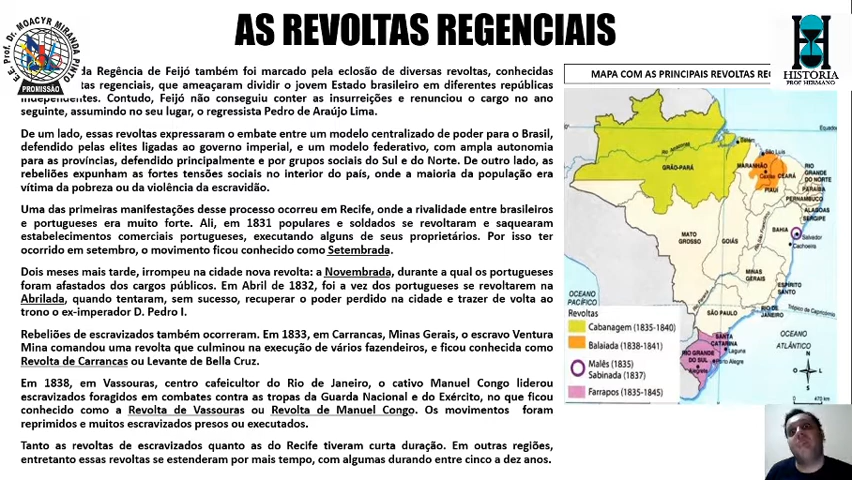 AS REVOLTAS REGENCIAIS
E.E. Prof. Dr. MOACYR MIRANDA PINTO
PROMISSÃO
HISTORIA
PROF HERMANO
da Regência de Feijó também foi marcado pela eclosão de diversas revoltas, conhecidas
regenciais, que ameaçaram dividir o jovem Estado brasileiro em diferentes repúblicas
independentes. Contudo, Feijó não conseguiu conter as insurreições e renunciou o cargo no ano
seguinte, assumindo no seu lugar, o regressista Pedro de Araújo Lima.
De um lado, essas revoltas expressaram o embate entre um modelo centralizado de poder para o Brasil,
defendido pelas elites ligadas ao governo imperial, e um modelo federativo, com ampla autonomia
para as províncias, defendido principalmente e por grupos sociais do Sul e do Norte. De outro lado, as
rebeliões expunham as fortes tensões sociais no interior do país, onde a maioria da população era
vítima da pobreza ou da violência da escravidão.
Uma das primeiras manifestações desse processo ocorreu em Recife, onde a rivalidade entre brasileiros
e portugueses era muito forte. Ali, em 1831 populares e soldados se revoltaram e saquearam
estabelecimentos comerciais portugueses, executando alguns de seus proprietários. Por isso ter
ocorrido em setembro, o movimento ficou conhecido como Setembrada.
Dois meses mais tarde, irrompeu na cidade nova revolta: a Novembrada, durante a qual os portugueses
foram afastados dos cargos públicos. Em Abril de 1832, foi a vez dos portugueses se revoltarem na
Abrilada, quando tentaram, sem sucesso, recuperar o poder perdido na cidade e trazer de volta ao
trono o ex-imperador D. Pedro I.
Rebeliões de escravizados também ocorreram. Em 1833, em Carrancas, Minas Gerais, o escravo Ventura
Mina comandou uma revolta que culminou na execução de vários fazendeiros, e ficou conhecida como
Revolta de Carrancas ou Levante de Bella Cruz.
Em 1838, em Vassouras, centro cafeicultor do Rio de Janeiro, o cativo Manuel Congo liderou
escravizados foragidos em combates contra as tropas da Guarda Nacional e do Exército, no que ficou
conhecido como a Revolta de Vassouras ou Revolta de Manuel Congo. Os movimentos foram
reprimidos e muitos escravizados presos ou executados.
Tanto as revoltas de escravizados quanto as do Recife tiveram curta duração. Em outras regiões,
entretanto essas revoltas se estenderam por mais tempo, com algumas durando entre cinco a dez anos.
MAPA COM AS PRINCIPAIS REVOLTAS
Equador
Belém
Rio Amazonas
São Luís
GRÃO-PARÁ
MARANHÃO
CEARÁ
Caxias
PIAUÍ
RIO
GRANDE
DO NORTE
PARAÍBA
PERNAMBUCO
ALAGOAS
SERGIPE
MATO
GROSSO
GOIÁS
BAHIA
Salvador
Cachoeira
MINAS
GERAIS
ESPÍRITO
SANTO
OCEANO
PACÍFICO
SÃO PAULO
RIO DE
JANEIRO
Trópico de Capricórnio
Revoltas
Cabanagem (1835-1840)
Balaiada (1838-1841)
Malês (1835)
Sabinada (1837)
Farrapos (1835-1845)
SANTA
CATARINA
Laguna
RIO GRANDE
DO SUL
Porto Alegre
OCEANO
ATLÂNTICO
N
O
L
S
470 km